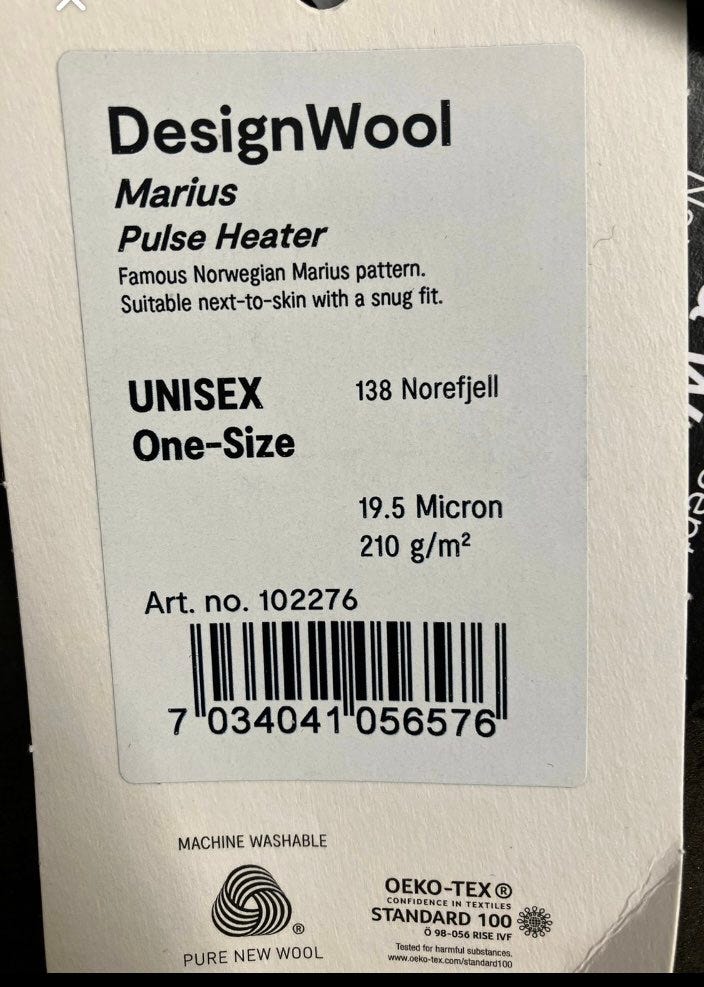 DesignWool
Marius
Pulse Heater
Famous Norwegian Marius pattern.
Suitable next-to-skin with a snug fit.
UNISEX 138 Norefjell
One-Size
19.5 Micron
210 g/m²
Art. no. 102276
7 034041 056576
MACHINE WASHABLE
®
PURE NEW WOOL
OEKO-TEX®
CONFIDENCE IN TEXTILES
STANDARD 100
Ö 98-056 RISE IVF
Tested for harmful substances.
www.oeko-tex.com/standard100